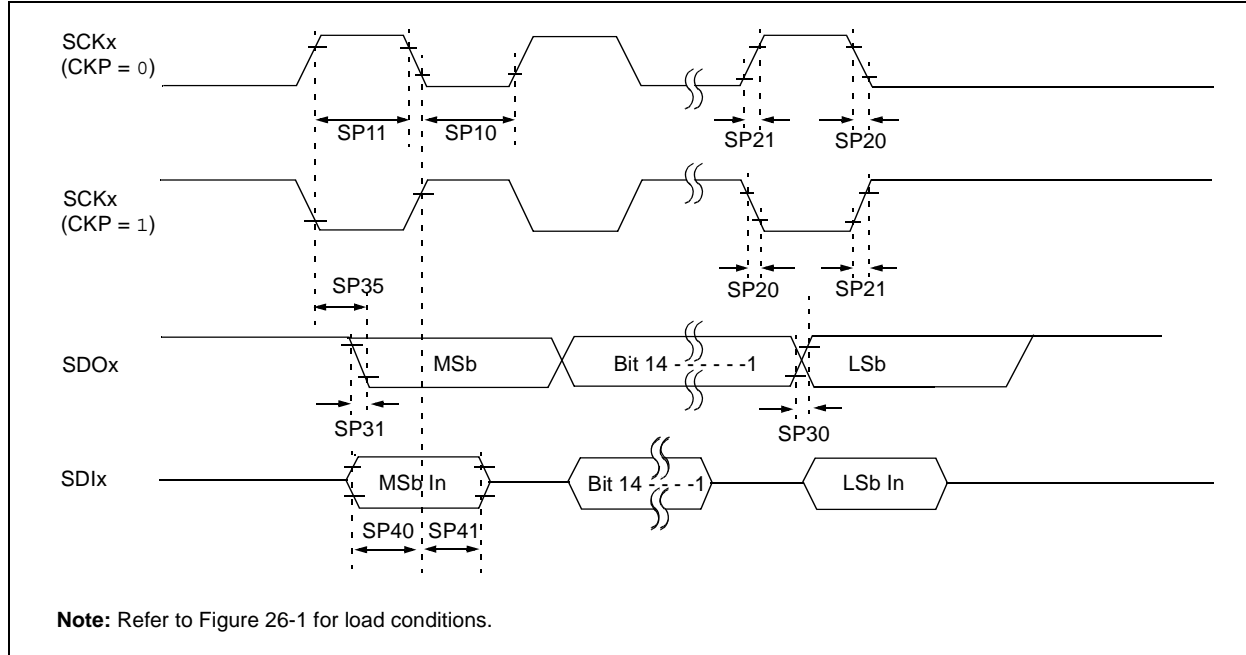 SCKx
(CKP = 0)
SP11
SP10
SP21
SP20
SCKx
(CKP = 1)
SP35
SP20
SP21
SDOx
MSb
Bit 14 - - - - - -1
LSb
SP31
SP30
SDIx
MSb In
Bit 14 - - - -1
LSb In
SP40
SP41
Note: Refer to Figure 26-1 for load conditions.